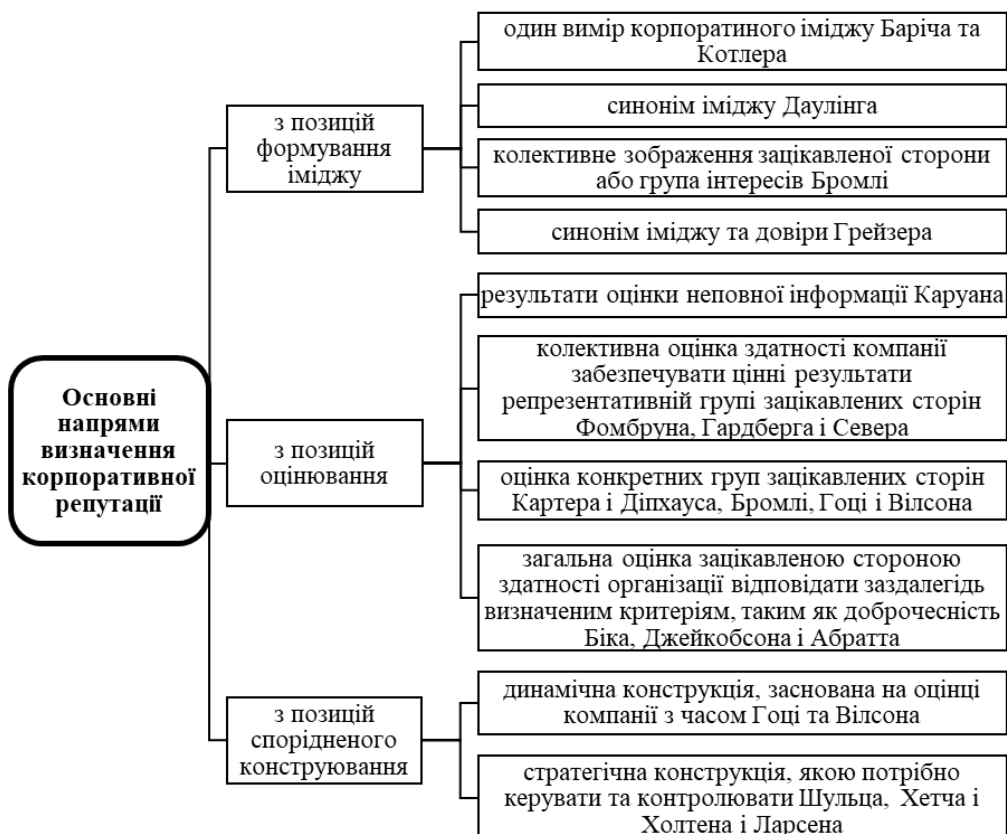 Основні
напрями
визначення
корпоративної
репутації
з позицій
формування
іміджу
один вимір корпоратиного іміджу Баріча та
Котлера
синонім іміджу Даулінга
колективне зображення зацікавленої сторони
або група інтересів Бромлі
синонім іміджу та довіри Грейзера
з позицій
оцінювання
результати оцінки неповної інформації Каруана
колективна оцінка здатності компанії
забезпечувати цінні результати
репрезентативній групі зацікавлених сторін
Фомбруна, Гардберга і Севера
оцінка конкретних груп зацікавлених сторін
Картера і Діпхауса, Бромлі, Гоці і Вілсона
загальна оцінка зацікавленою стороною
здатності організації відповідати заздалегідь
визначеним критеріям, таким як доброчесність
Біка, Джейкобсона і Абратта
з позицій
спорідненого
конструювання
динамічна конструкція, заснована на оцінці
компанії з часом Гоці та Вілсона
стратегічна конструкція, якою потрібно
керувати та контролювати Шульца, Хетча і
Холтена і Ларсена